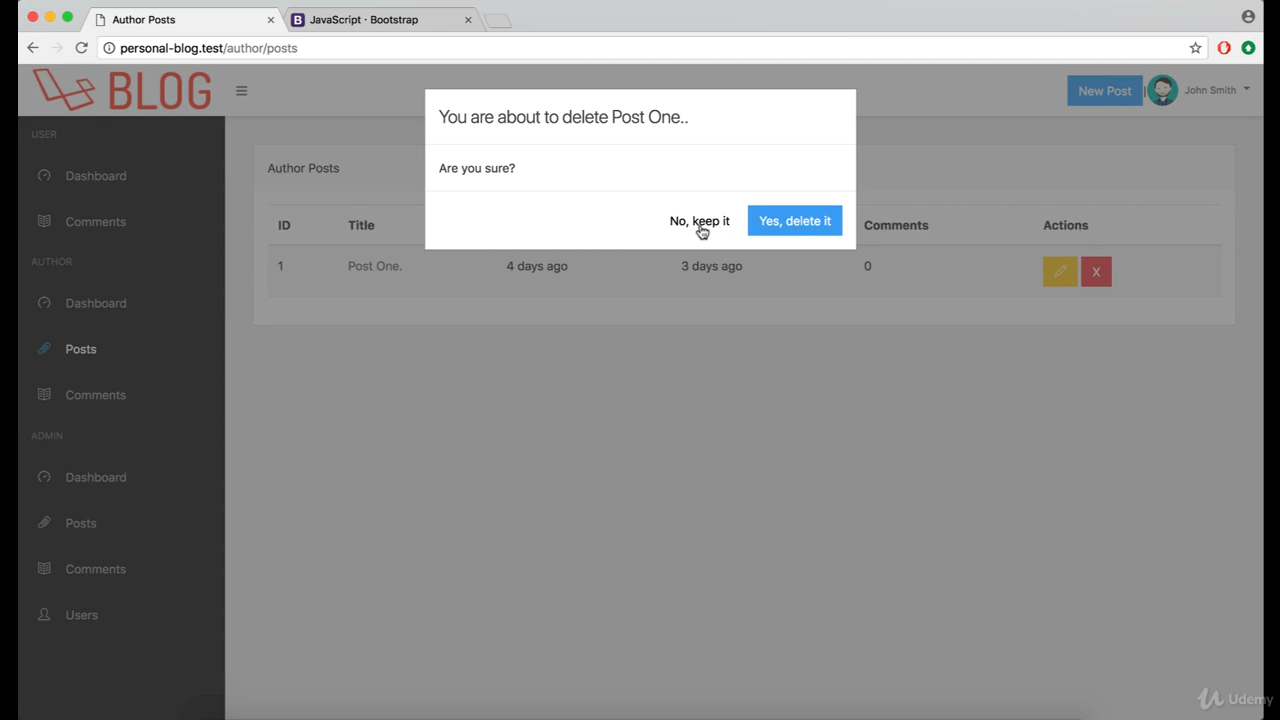 Author Posts
JavaScript · Bootstrap
personal-blog.test/author/posts
BLOG
New Post
|
John Smith
You are about to delete Post One..
Are you sure?
No, keep it
Yes, delete it
USER
Dashboard
Comments
AUTHOR
Dashboard
Posts
Comments
ADMIN
Dashboard
Posts
Comments
Users
Author Posts
ID Title Comments Actions
1 Post One. 4 days ago 3 days ago 0 X
Udemy